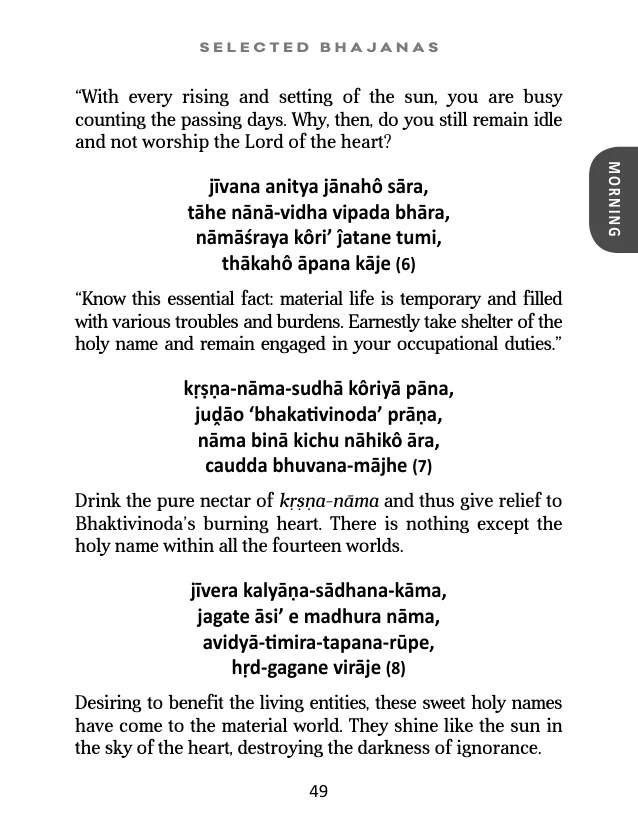 SELECTED BHAJANAS
“With every rising and setting of the sun, you are busy
counting the passing days. Why, then, do you still remain idle
and not worship the Lord of the heart?
MORNING
jīvana anitya jānahô sāra,
tāhe nānā-vidha vipada bhāra,
nāmāśraya kôri’ ĵatane tumi,
thākahô āpana kāje (6)
“Know this essential fact: material life is temporary and filled
with various troubles and burdens. Earnestly take shelter of the
holy name and remain engaged in your occupational duties.”
kṛṣṇa-nāma-sudhā kôriyā pāna,
juḓāo ‘bhakativinoda’ prāṇa,
nāma binā kichu nāhikô āra,
caudda bhuvana-mājhe (7)
Drink the pure nectar of kṛṣṇa-nāma and thus give relief to
Bhaktivinoda’s burning heart. There is nothing except the
holy name within all the fourteen worlds.
jīvera kalyāṇa-sādhana-kāma,
jagate āsi’ e madhura nāma,
avidyā-timira-tapana-rūpe,
hṛd-gagane virāje (8)
Desiring to benefit the living entities, these sweet holy names
have come to the material world. They shine like the sun in
the sky of the heart, destroying the darkness of ignorance.
49